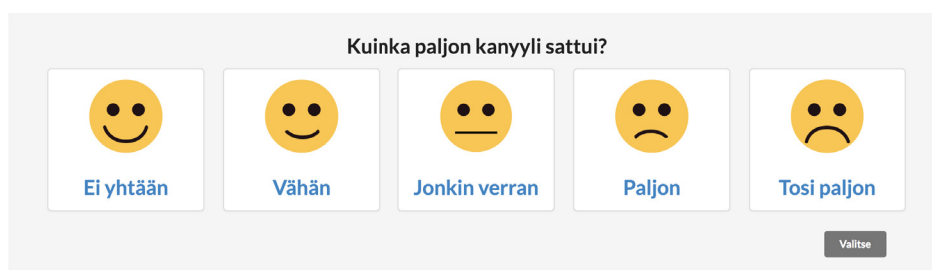 Kuinka paljon kanyyli sattui?
Ei yhtään
Vähän
Jonkin verran
Paljon
Tosi paljon
Valitse